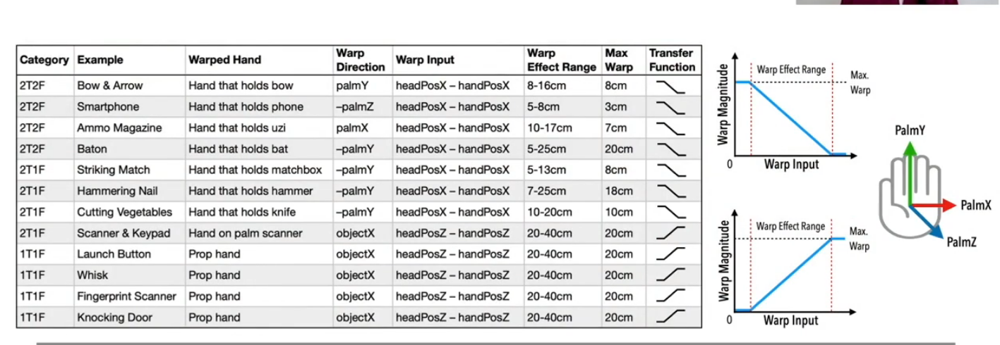 Category Example Warped Hand Warp Direction Warp Input Warp Effect Range Max Warp Transfer Function
2T2F Bow & Arrow Hand that holds bow palmY headPosX – handPosX 8-16cm 8cm
2T2F Smartphone Hand that holds phone –palmZ headPosX – handPosX 5-8cm 3cm
2T2F Ammo Magazine Hand that holds uzi palmX headPosX – handPosX 10-17cm 7cm
2T2F Baton Hand that holds bat –palmY headPosX – handPosX 5-25cm 20cm
2T1F Striking Match Hand that holds matchbox –palmY headPosX – handPosX 5-13cm 8cm
2T1F Hammering Nail Hand that holds hammer –palmY headPosX – handPosX 7-25cm 18cm
2T1F Cutting Vegetables Hand that holds knife –palmY headPosX – handPosX 10-20cm 10cm
2T1F Scanner & Keypad Hand on palm scanner objectX headPosZ – handPosZ 20-40cm 20cm
1T1F Launch Button Prop hand objectX headPosZ – handPosZ 20-40cm 20cm
1T1F Whisk Prop hand objectX headPosZ – handPosZ 20-40cm 20cm
1T1F Fingerprint Scanner Prop hand objectX headPosZ – handPosZ 20-40cm 20cm
1T1F Knocking Door Prop hand objectX headPosZ – handPosZ 20-40cm 20cm
Warp Magnitude
Warp Effect Range
Max.
Warp
0
Warp Input
Warp Magnitude
Warp Effect Range
Max.
Warp
0
Warp Input
PalmY
PalmX
PalmZ